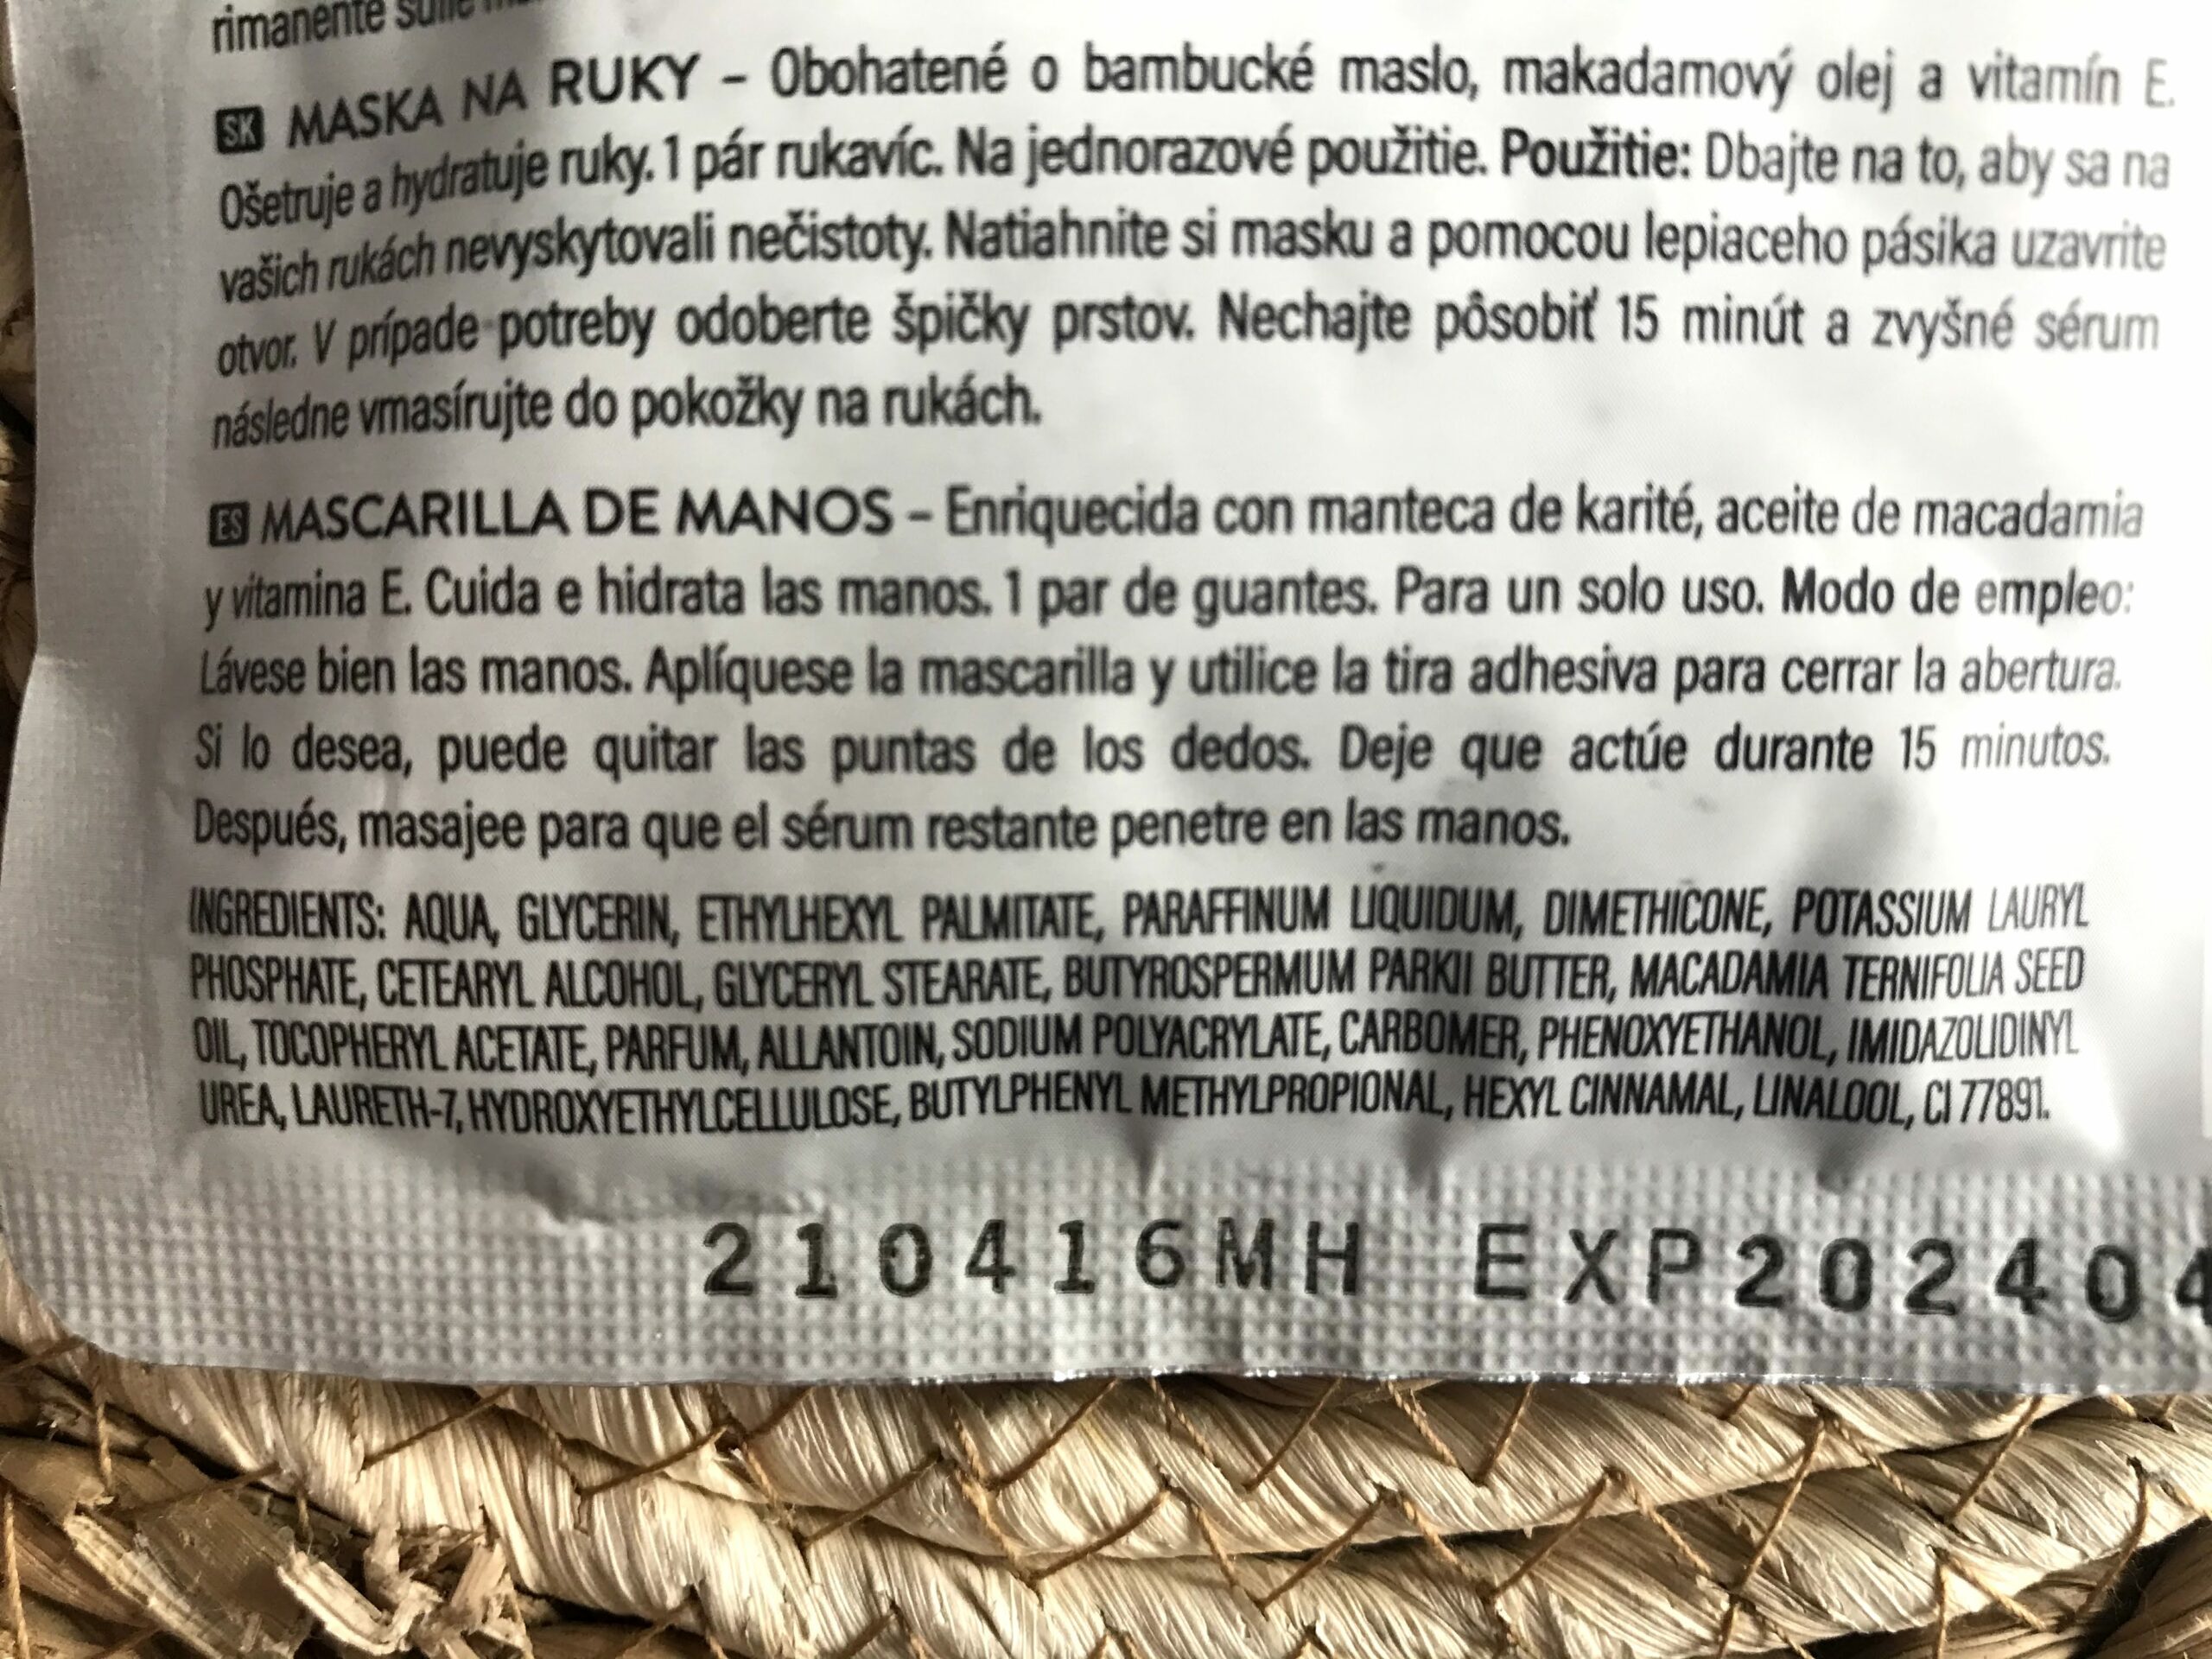 rimanente sulle
SK MASKA NA RUKY – Obohatené o bambucké maslo, makadamový olej a vitamín E.
Ošetruje a hydratuje ruky. 1 pár rukavíc. Na jednorazové použitie. Použitie: Dbajte na to, aby sa na
vašich rukách nevyskytovali nečistoty. Natiahnite si masku a pomocou lepiaceho pásika uzavrite
otvor. V prípade potreby odoberte špičky prstov. Nechajte pôsobiť 15 minút a zvyšné sérum
následne vmasírujte do pokožky na rukách.
ES MASCARILLA DE MANOS – Enriquecida con manteca de karité, aceite de macadamia
y vitamina E. Cuida e hidrata las manos. 1 par de guantes. Para un solo uso. Modo de empleo:
Lávese bien las manos. Aplíquese la mascarilla y utilice la tira adhesiva para cerrar la abertura.
Si lo desea, puede quitar las puntas de los dedos. Deje que actúe durante 15 minutos.
Después, masajee para que el sérum restante penetre en las manos.
INGREDIENTS: AQUA, GLYCERIN, ETHYLHEXYL PALMITATE, PARAFFINUM LIQUIDUM, DIMETHICONE, POTASSIUM LAURYL
PHOSPHATE, CETEARYL ALCOHOL, GLYCERYL STEARATE, BUTYROSPERMUM PARKII BUTTER, MACADAMIA TERNIFOLIA SEED
OIL, TOCOPHERYL ACETATE, PARFUM, ALLANTOIN, SODIUM POLYACRYLATE, CARBOMER, PHENOXYETHANOL, IMIDAZOLIDINYL
UREA, LAURETH-7, HYDROXYETHYLCELLULOSE, BUTYLPHENYL METHYLPROPIONAL, HEXYL CINNAMAL, LINALOOL, CI 77891.
210416MH EXP202404